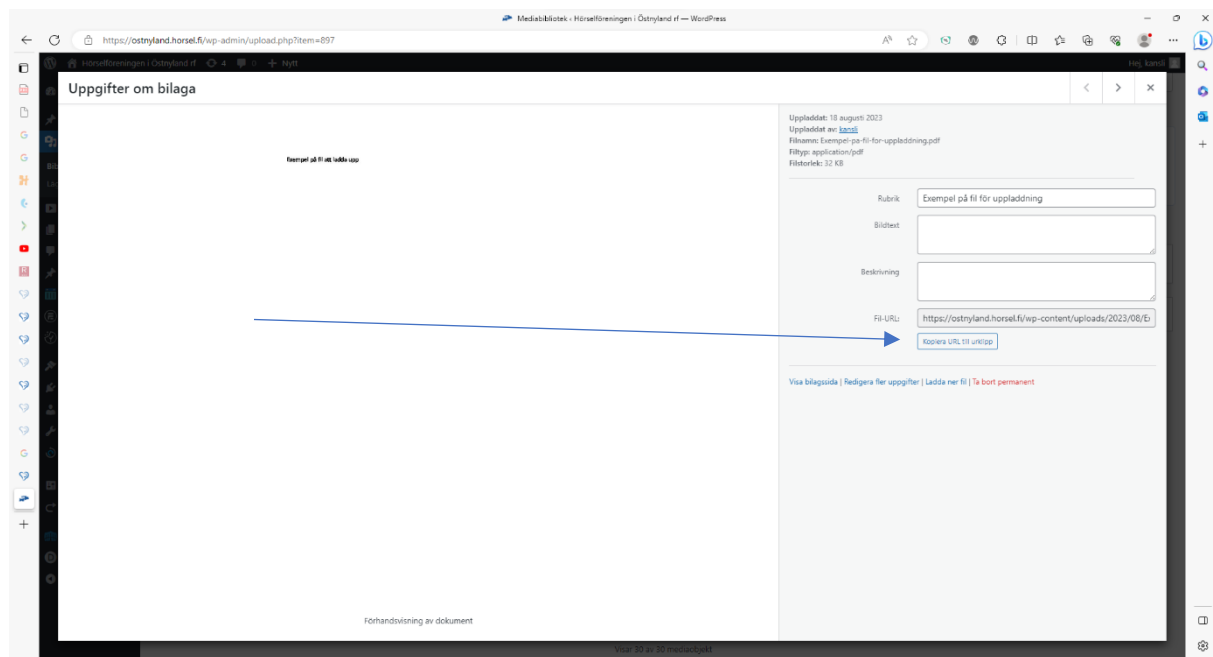 Mediabibliotek ‹ Hörselföreningen i Östnyland rf — WordPress
https://ostnyland.horsel.fi/wp-admin/upload.php?item=897
Hörselföreningen i Östnyland rf 4 0 + Nytt Hej, kansli
Uppgifter om bilaga
Exempel på fil att ladda upp
Uppladdat: 18 augusti 2023
Uppladdat av: kansli
Filnamn: Exempel-pa-fil-for-uppladdning.pdf
Filtyp: application/pdf
Filstorlek: 32 KB
Rubrik Exempel på fil för uppladdning
Bildtext
Beskrivning
Fil-URL: https://ostnyland.horsel.fi/wp-content/uploads/2023/08/E
Kopiera URL till urklipp
Visa bilagssida | Redigera fler uppgifter | Ladda ner fil | Ta bort permanent
Förhandsvisning av dokument
Visar 30 av 30 mediaobjekt